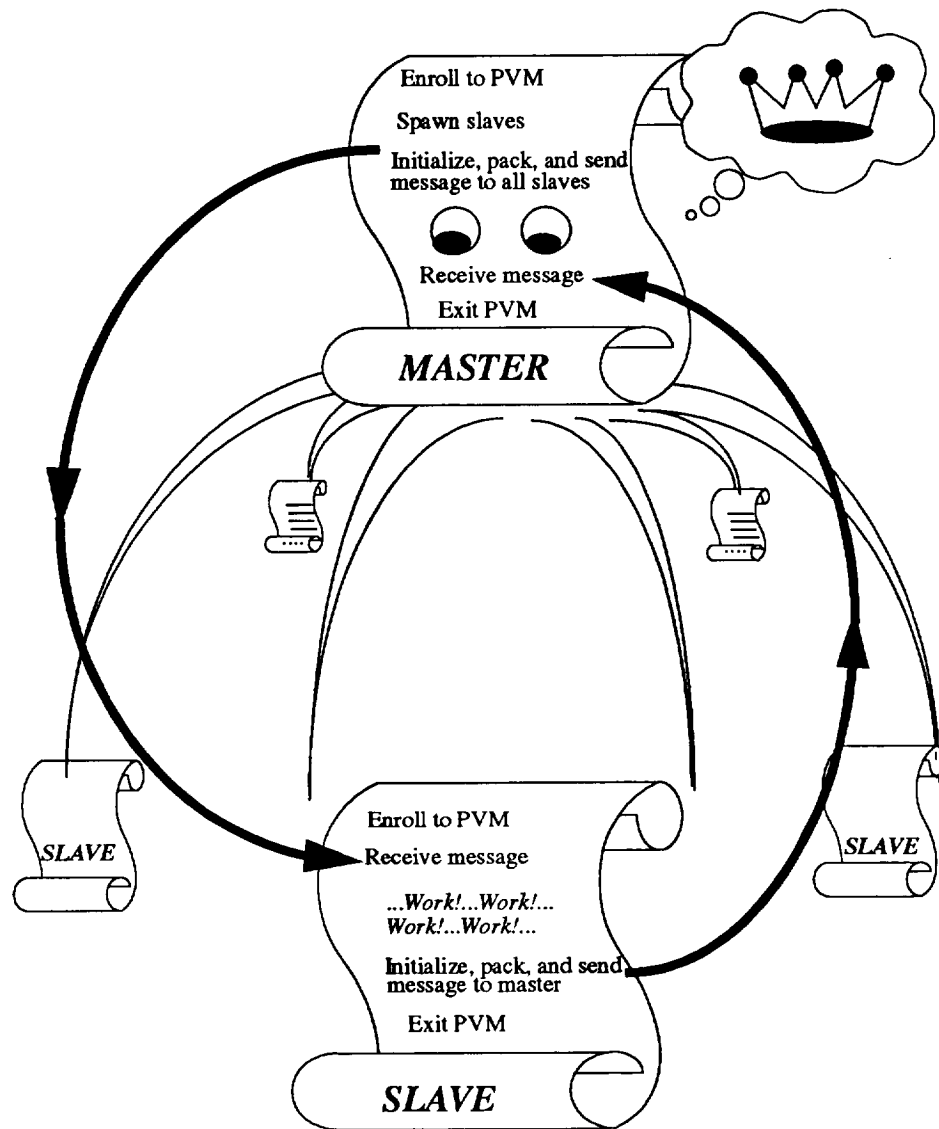 Enroll to PVM
Spawn slaves
Initialize, pack, and send
message to all slaves
Receive message
Exit PVM
MASTER
SLAVE
SLAVE
Enroll to PVM
Receive message
...Work!...Work!...
Work!...Work!...
Initialize, pack, and send
message to master
Exit PVM
SLAVE